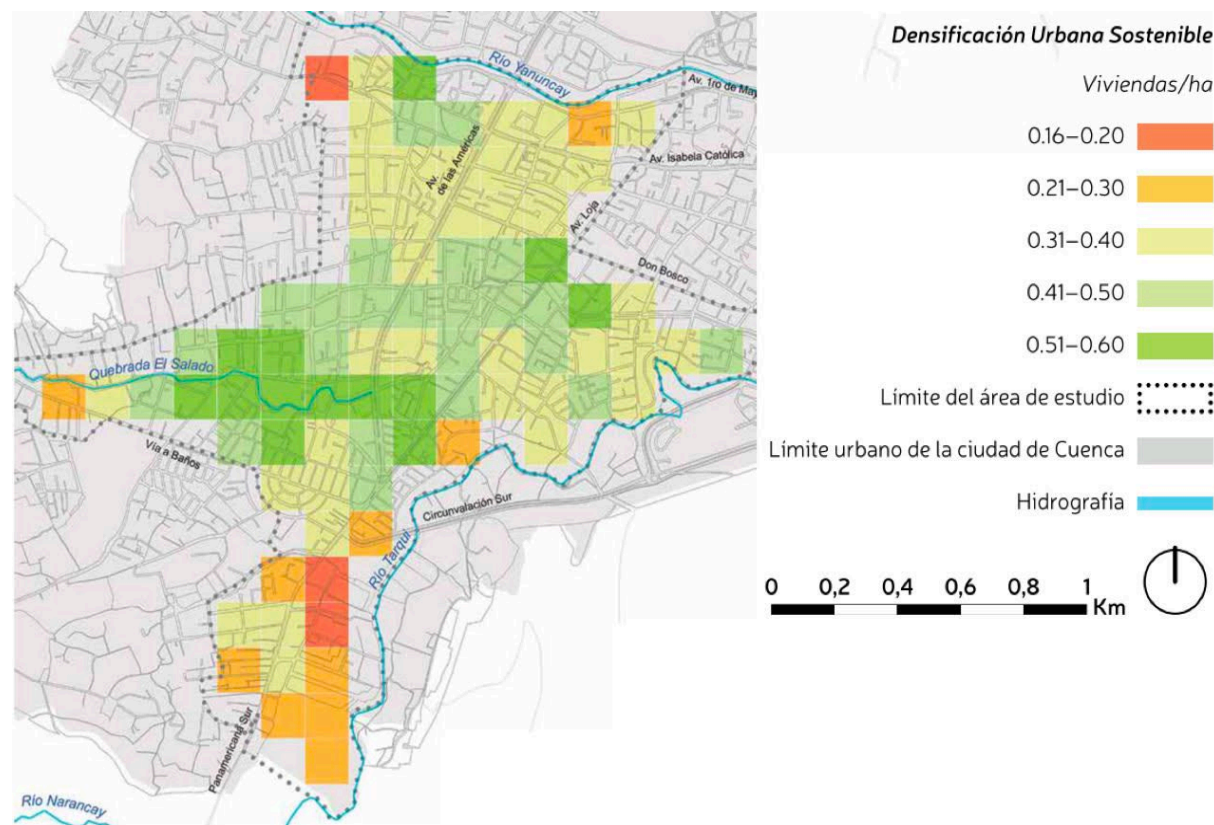 Densificación Urbana Sostenible
Viviendas/ha
0.16–0.20
0.21–0.30
0.31–0.40
0.41–0.50
0.51–0.60
Límite del área de estudio
Límite urbano de la ciudad de Cuenca
Hidrografía
0 0,2 0,4 0,6 0,8 1 Km
Río Yanuncay
Av. 1ro de May
Av. Isabela Católica
Av. de las Américas
Av. Loja
Don Bosco
Quebrada El Salado
Vía a Baños
Circunvalación Sur
Río Tarqui
Panamericana Sur
Río Narancay